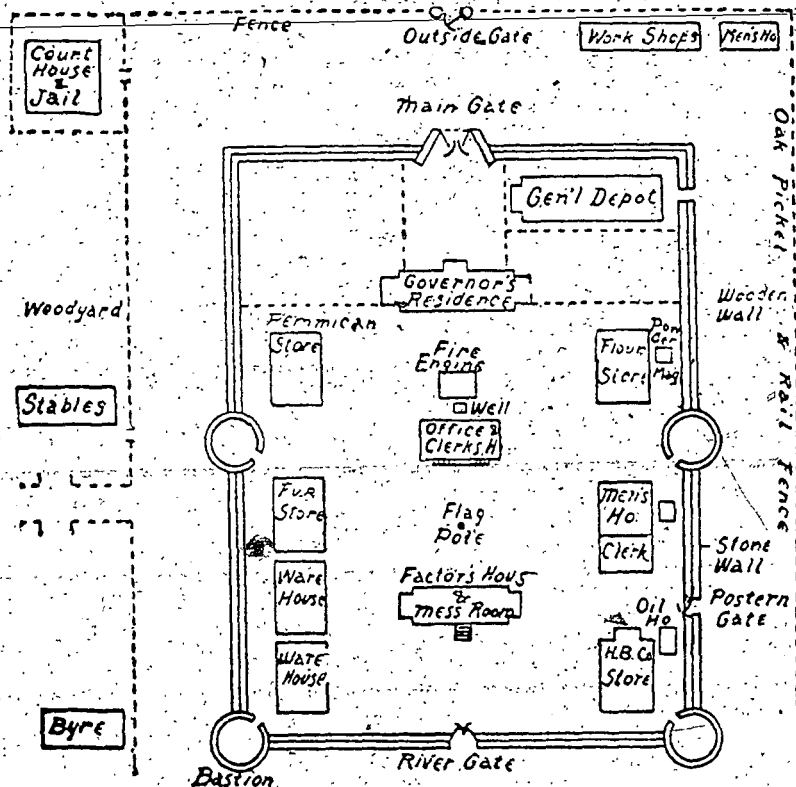 Fence
Outside Gate
Work Shops
Men's Ho
Court
House
&
Jail
Main Gate
Oak Picket & Rail Fence
Gen'l Depot
Governor's
Residence
Woodyard
Wooden
Wall
Pemmican
Store
Fire
Engine
Flour
Store
Pow
der
Mag
Stables
Well
Office &
Clerks H
Fur
Store
Flag
Pole
Men's
Ho.
Clerk
Stone
Wall
Ware
House
Factor's Hous
&
Mess Room
Oil
Ho
Postern
Gate
Ware
House
H.B. Co
Store
Byre
River Gate
Bastion